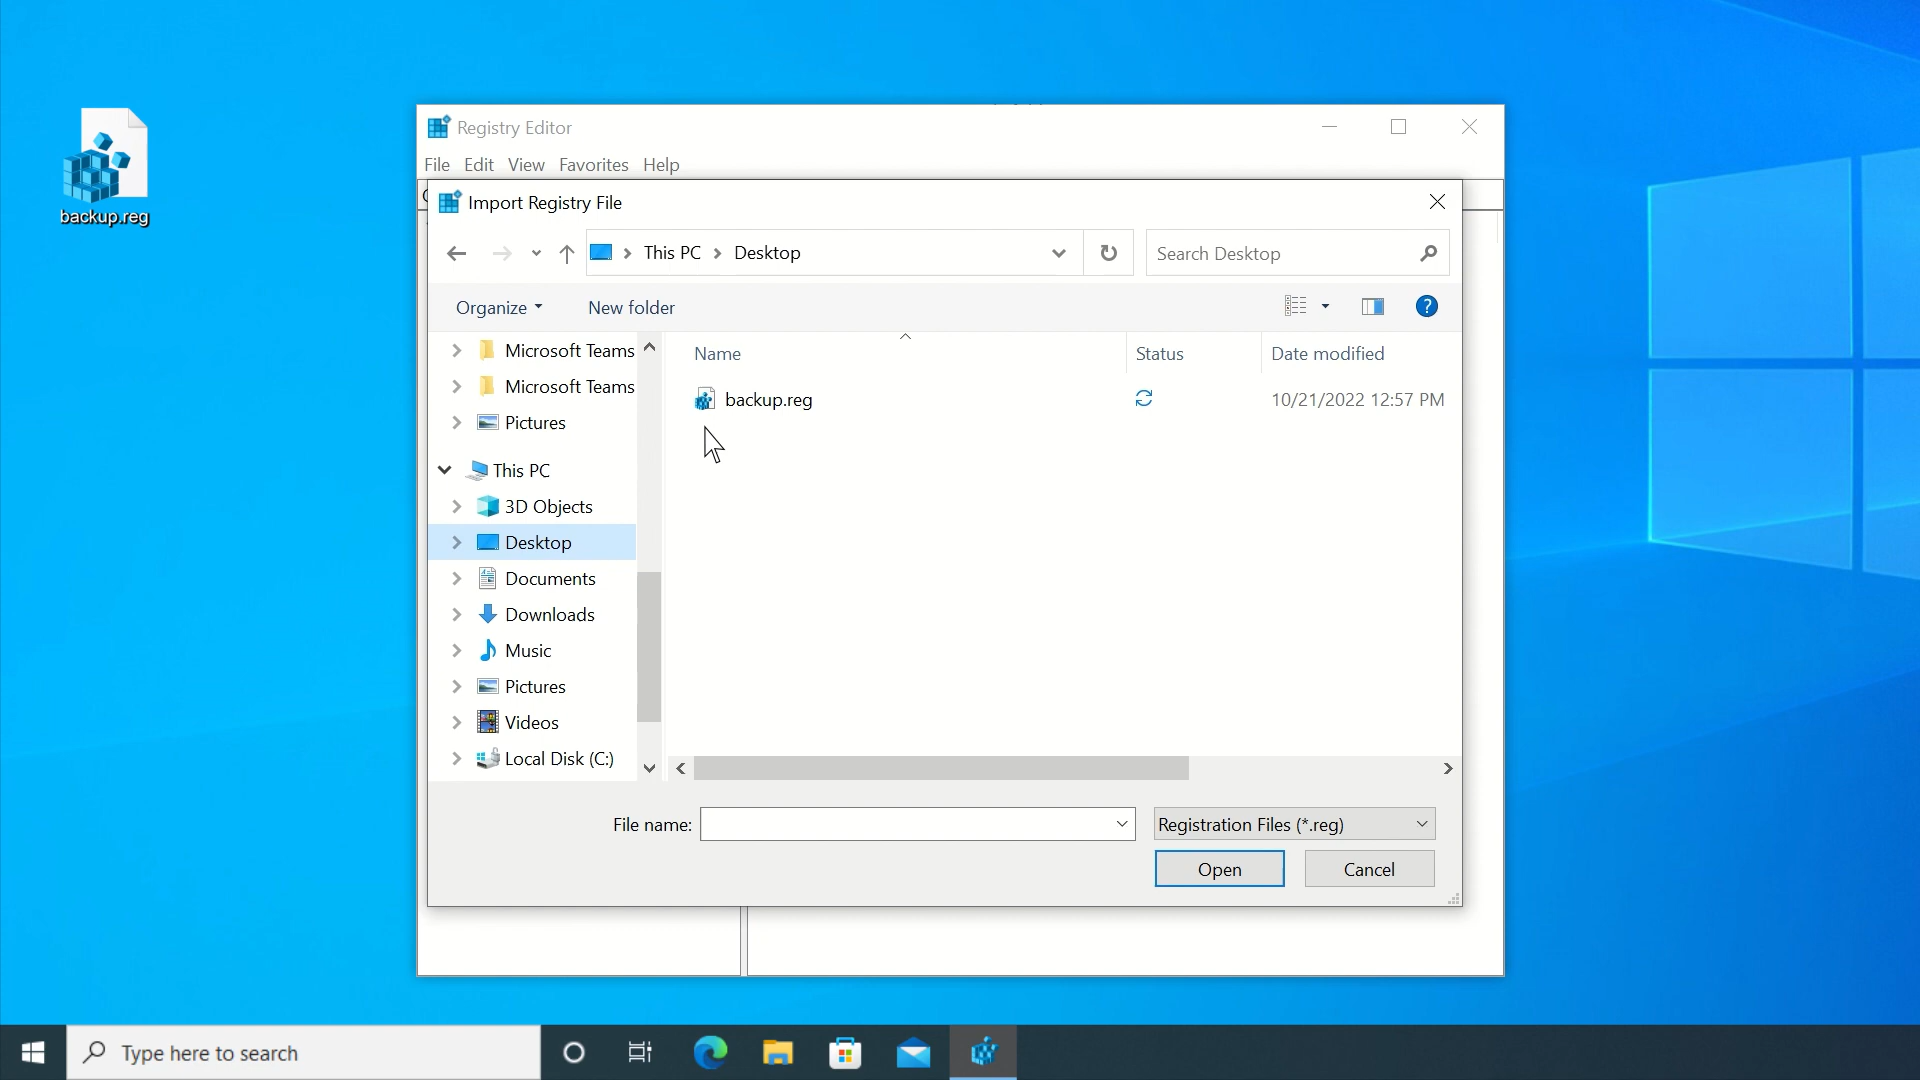 backup.reg
Registry Editor
File Edit View Favorites Help
Import Registry File
This PC Desktop
Search Desktop
Organize New folder
Name Status Date modified
backup.reg 10/21/2022 12:57 PM
Microsoft Teams
Microsoft Teams
Pictures
This PC
3D Objects
Desktop
Documents
Downloads
Music
Pictures
Videos
Local Disk (C:)
File name: Registration Files (*.reg)
Open Cancel
Type here to search